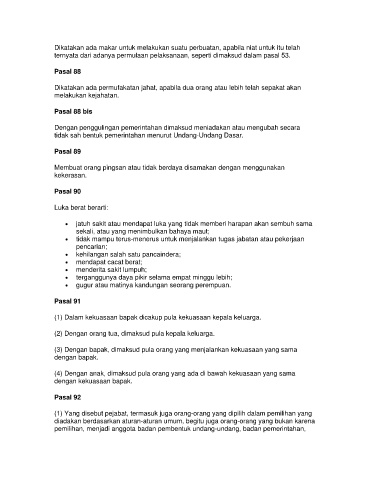 Dikatakan ada makar untuk melakukan suatu perbuatan, apabila niat untuk itu telah
ternyata dari adanya permulaan pelaksanaan, seperti dimaksud dalam pasal 53.
Pasal 88
Dikatakan ada permufakatan jahat, apabila dua orang atau lebih telah sepakat akan
melakukan kejahatan.
Pasal 88 bis
Dengan penggulingan pemerintahan dimaksud meniadakan atau mengubah secara
tidak sah bentuk pemerintahan menurut Undang-Undang Dasar.
Pasal 89
Membuat orang pingsan atau tidak berdaya disamakan dengan menggunakan
kekerasan.
Pasal 90
Luka berat berarti:
• jatuh sakit atau mendapat luka yang tidak memberi harapan akan sembuh sama
sekali, atau yang menimbulkan bahaya maut;
• tidak mampu terus-menerus untuk menjalankan tugas jabatan atau pekerjaan
pencarian;
• kehilangan salah satu pancaindera;
• mendapat cacat berat;
• menderita sakit lumpuh;
• terganggunya daya pikir selama empat minggu lebih;
• gugur atau matinya kandungan seorang perempuan.
Pasal 91
(1) Dalam kekuasaan bapak dicakup pula kekuasaan kepala keluarga.
(2) Dengan orang tua, dimaksud pula kepala keluarga.
(3) Dengan bapak, dimaksud pula orang yang menjalankan kekuasaan yang sama
dengan bapak.
(4) Dengan anak, dimaksud pula orang yang ada di bawah kekuasaan yang sama
dengan kekuasaan bapak.
Pasal 92
(1) Yang disebut pejabat, termasuk juga orang-orang yang dipilih dalam pemilihan yang
diadakan berdasarkan aturan-aturan umum, begitu juga orang-orang yang bukan karena
pemilihan, menjadi anggota badan pembentuk undang-undang, badan pemerintahan,